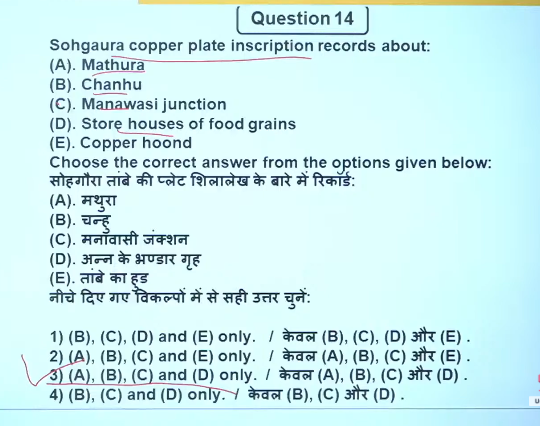 Question 14
Sohgaura copper plate inscription records about:
(A). Mathura
(B). Chanhu
(C). Manawasi junction
(D). Store houses of food grains
(E). Copper hoond
Choose the correct answer from the options given below:
सोहगौरा तांबे की प्लेट शिलालेख के बारे में रिकॉर्ड:
(A). मथुरा
(B). चन्हु
(C). मनावासी जंक्शन
(D). अन्न के भण्डार गृह
(E). तांबे का हुड
नीचे दिए गए विकल्पों में से सही उत्तर चुनें:
1) (B), (C), (D) and (E) only. / केवल (B), (C), (D) और (E) .
2) (A), (B), (C) and (E) only. / केवल (A), (B), (C) और (E) .
3) (A), (B), (C) and (D) only. / केवल (A), (B), (C) और (D) .
4) (B), (C) and (D) only. / केवल (B), (C) और (D) .